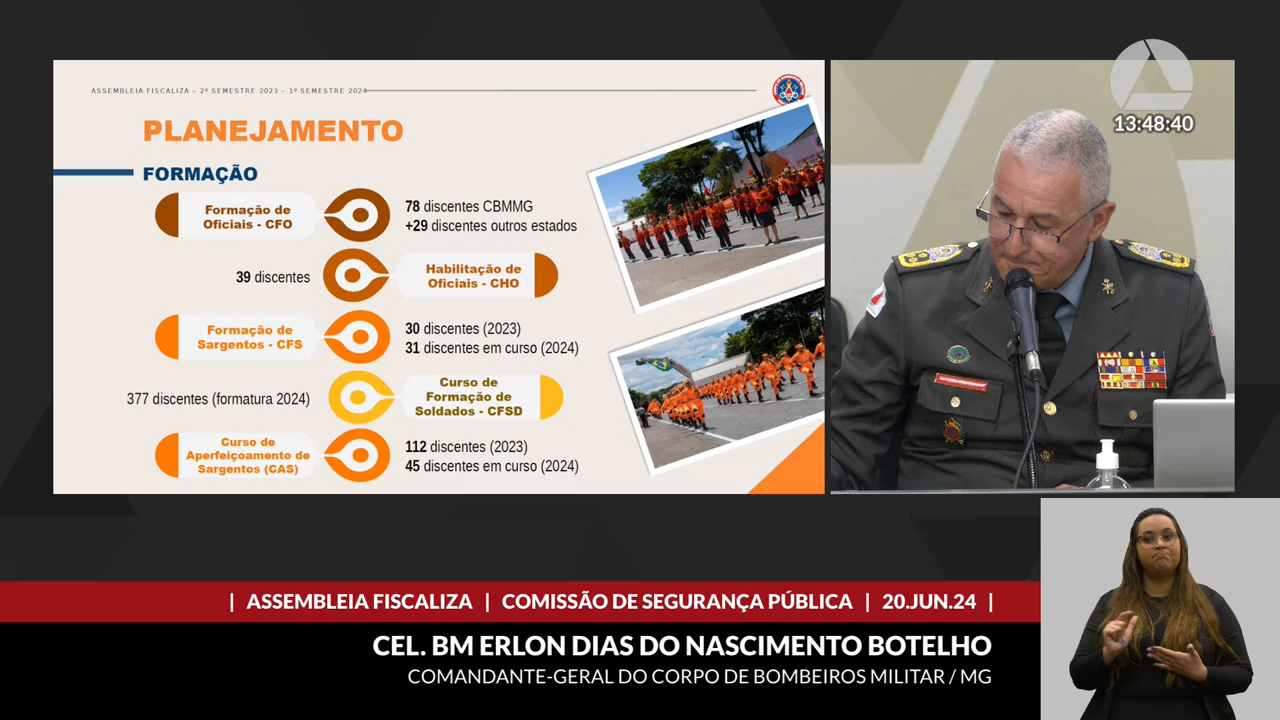 13:48:40
ASSEMBLEIA FISCALIZA – 2º SEMESTRE 2023 – 1º SEMESTRE 2024
PLANEJAMENTO
FORMAÇÃO
Formação de
Oficiais - CFO
78 discentes CBMMG
+29 discentes outros estados
39 discentes
Habilitação de
Oficiais - CHO
Formação de
Sargentos - CFS
30 discentes (2023)
31 discentes em curso (2024)
377 discentes (formatura 2024)
Curso de
Formação de
Soldados - CFSD
Curso de
Aperfeiçoamento de
Sargentos (CAS)
112 discentes (2023)
45 discentes em curso (2024)
| ASSEMBLEIA FISCALIZA | COMISSÃO DE SEGURANÇA PÚBLICA | 20.JUN.24 |
CEL. BM ERLON DIAS DO NASCIMENTO BOTELHO
COMANDANTE-GERAL DO CORPO DE BOMBEIROS MILITAR / MG